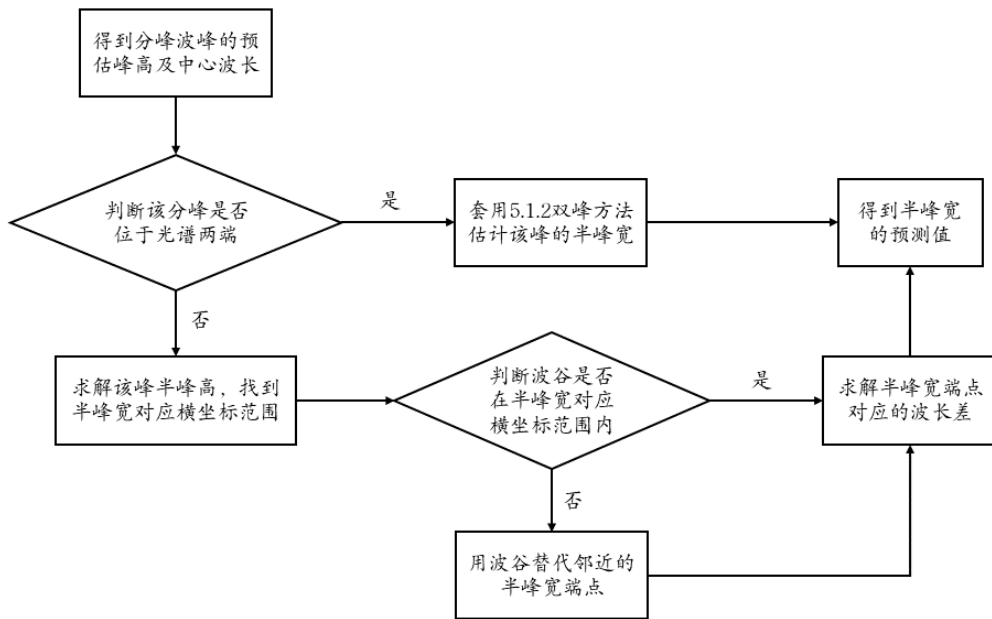 得到分峰波峰的预
估峰高及中心波长
判断该分峰是否
位于光谱两端
是
套用5.1.2双峰方法
估计该峰的半峰宽
得到半峰宽
的预测值
否
求解该峰半峰高，找到
半峰宽对应横坐标范围
判断波谷是否
在半峰宽对应
横坐标范围内
是
求解半峰宽端点
对应的波长差
否
用波谷替代邻近的
半峰宽端点